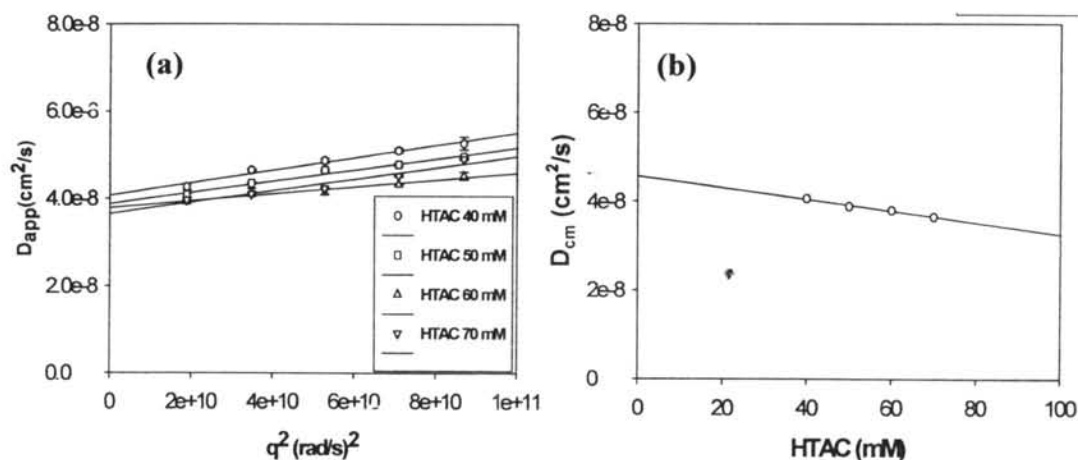 (a)
8.0e-8
6.0e-8
4.0e-8
2.0e-8
0.0
Dapp(cm²/s)
HTAC 40 mM
HTAC 50 mM
HTAC 60 mM
HTAC 70 mM
0 2e+10 4e+10 6e+10 8e+10 1e+11
q² (rad/s)²
(b)
8e-8
6e-8
4e-8
2e-8
0
Dcm (cm²/s)
0 20 40 60 80 100
HTAC (mM)